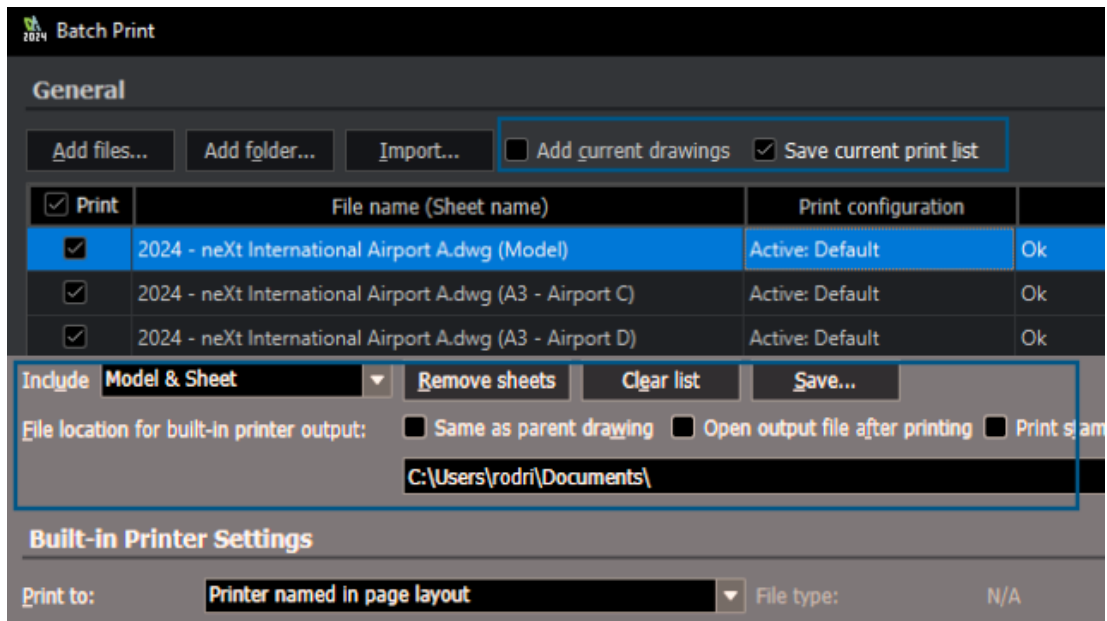 2024 Batch Print
General
Add files... Add folder... Import... Add current drawings Save current print list
Print File name (Sheet name) Print configuration
2024 - neXt International Airport A.dwg (Model) Active: Default Ok
2024 - neXt International Airport A.dwg (A3 - Airport C) Active: Default Ok
2024 - neXt International Airport A.dwg (A3 - Airport D) Active: Default Ok
Include Model & Sheet Remove sheets Clear list Save...
File location for built-in printer output: Same as parent drawing Open output file after printing Print stam
C:\Users\rodri\Documents\
Built-in Printer Settings
Print to: Printer named in page layout File type: N/A